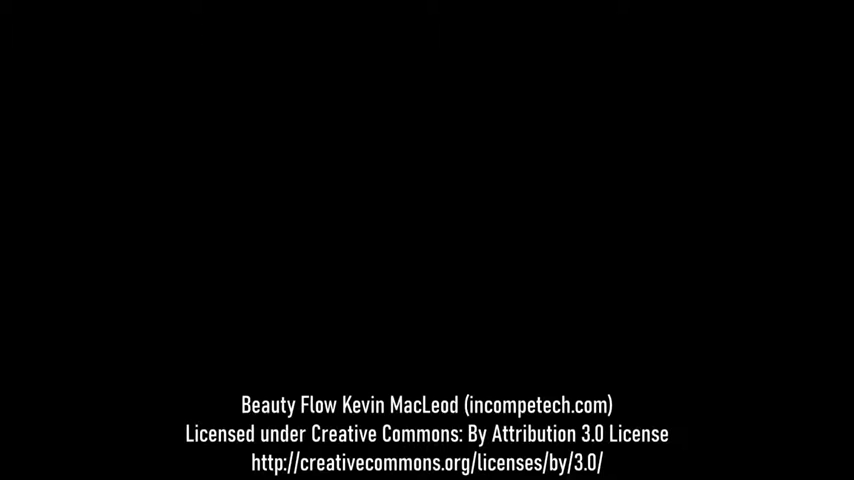 Beauty Flow Kevin MacLeod (incompetech.com)
Licensed under Creative Commons: By Attribution 3.0 License
http://creativecommons.org/licenses/by/3.0/